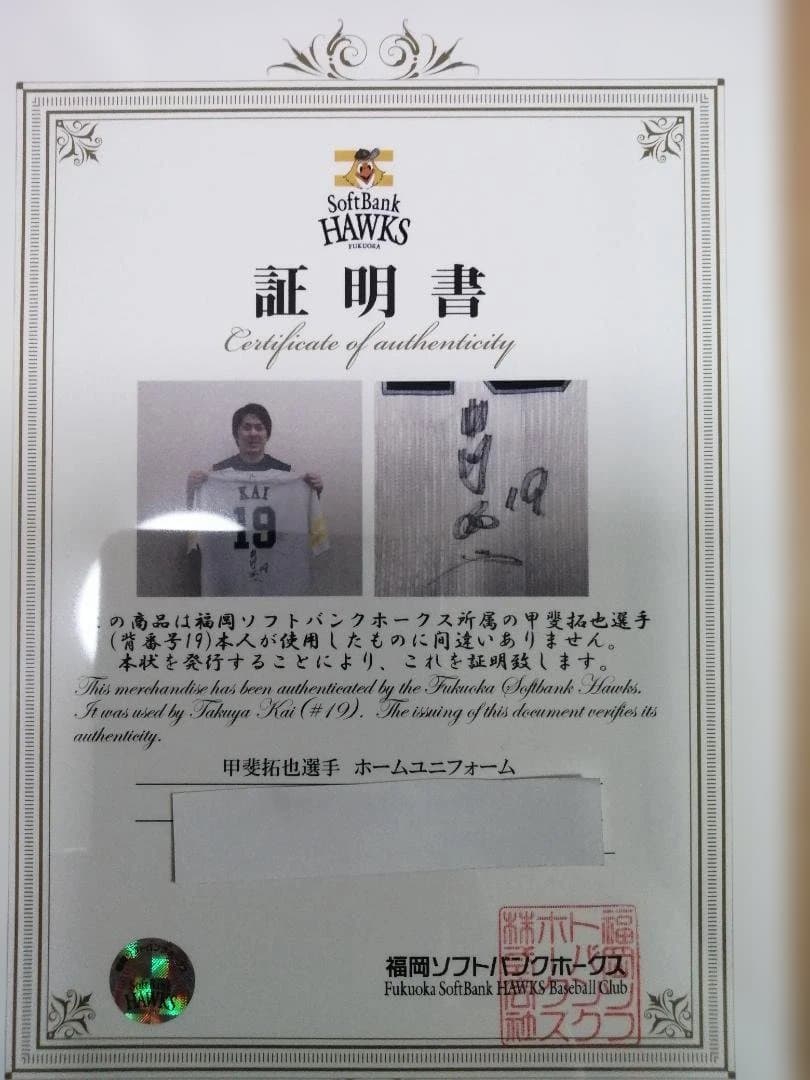 SoftBank
HAWKS
FUKUOKA
証明書
Certificate of authenticity
KAI
19
19
の商品は福岡ソフトバンクホークス所属の甲斐拓也選手
(背番号19)本人が使用したものに間違いありません。
本状を発行することにより、これを証明致します。
This merchandise has been authenticated by the Fukuoka Softbank Hawks.
It was used by Takuya Kai (#19). The issuing of this document verifies its
authenticity.
甲斐拓也選手 ホームユニフォーム
SoftBank
HAWKS
福岡ソフトバンクホークス
Fukuoka SoftBank HAWKS Baseball Club